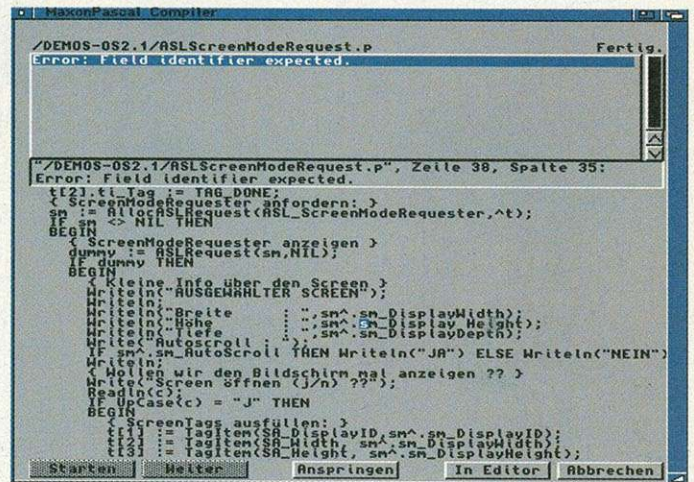 MaxonPascal Compiler
/DEMOS-OS2.1/ASLScreenModeRequest.p Fertig.
Error: Field identifier expected.
"/DEMOS-OS2.1/ASLScreenModeRequest.p", Zeile 38, Spalte 35:
Error: Field identifier expected.
t[2].ti_Tag := TAG_DONE;
{ ScreenModeRequester anfordern: }
sm := AllocASLRequest(ASL_ScreenModeRequester,^t);
IF sm <> NIL THEN
BEGIN
{ ScreenModeRequester anzeigen }
dummy := ASLRequest(sm,NIL);
IF dummy THEN
BEGIN
{ Kleine Info über den Screen }
Writeln("AUSGEWÄHLTER SCREEN");
Writeln;
Writeln("Breite : ",sm^.sm_DisplayWidth);
Writeln("Höhe : ",sm^.sm_Display_Height);
Writeln("Tiefe : ",sm^.sm_DisplayDepth);
Write("Autoscroll : ");
IF sm^.sm_AutoScroll THEN Writeln("JA") ELSE Writeln("NEIN")
Writeln;
{ Wollen wir den Bildschirm mal anzeigen ?? }
Write("Screen öffnen (j/n) ??");
Readln(c);
IF UpCase(c) = "J" THEN
BEGIN
{ ScreenTags ausfüllen: }
t[1] := TagItem(SA_DisplayID,sm^.sm_DisplayID);
t[2] := TagItem(SA_Width, sm^.sm_DisplayWidth);
t[3] := TagItem(SA_Height, sm^.sm_DisplayHeight);
Starten Weiter Anspringen In Editor Abbrechen